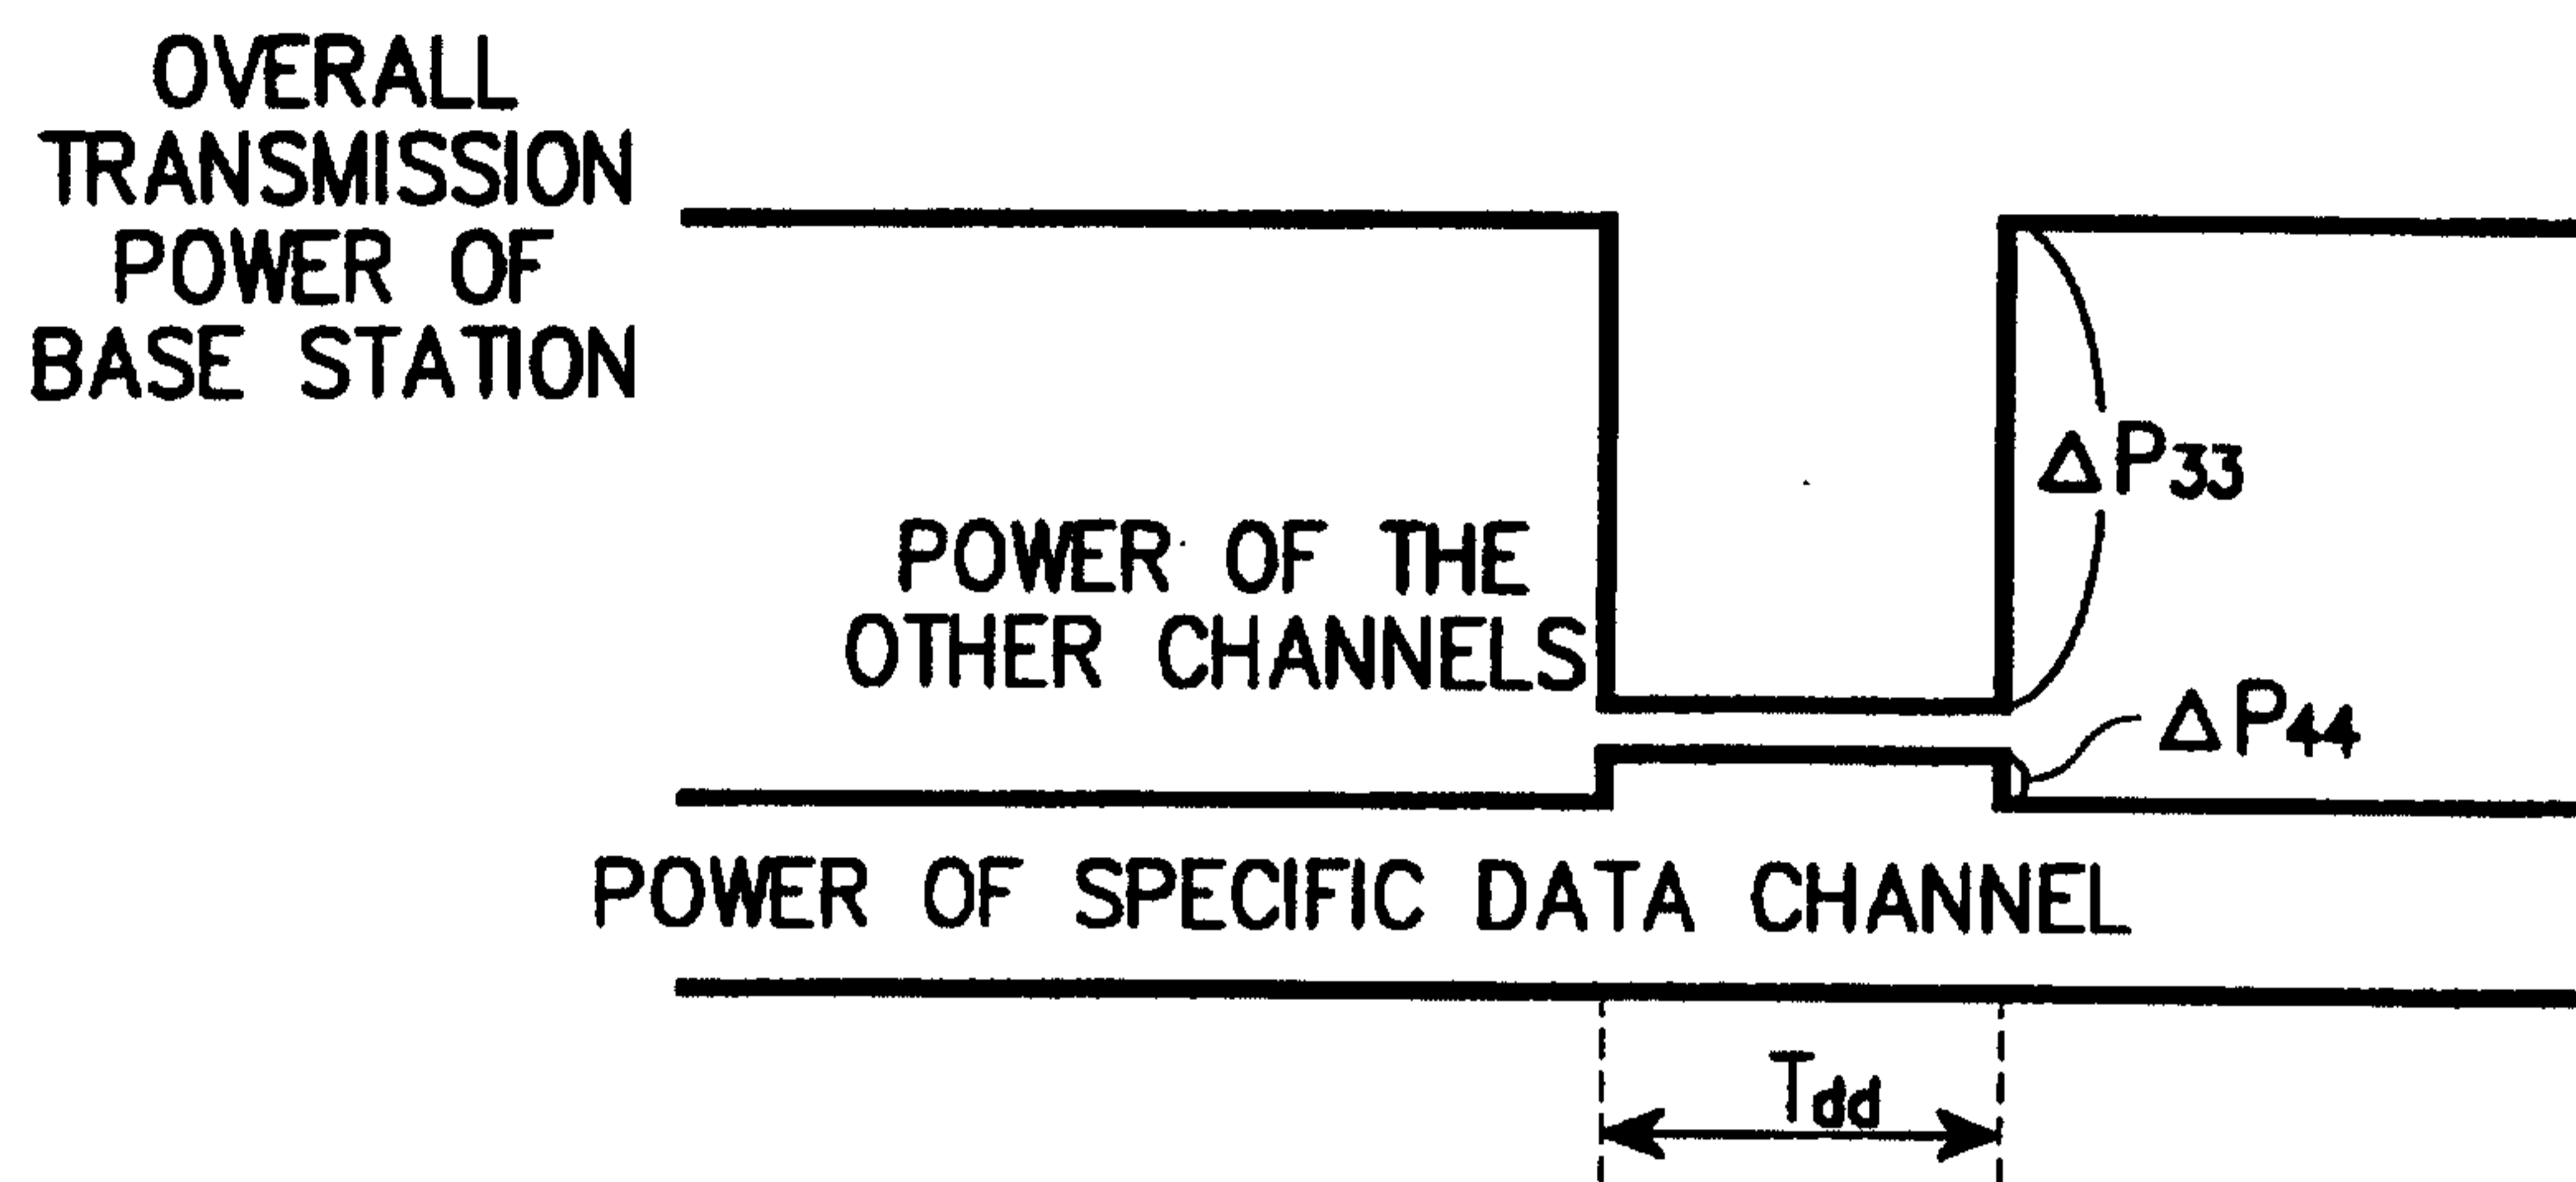 OVERALL
TRANSMISSION
POWER OF
BASE STATION
POWER OF THE
OTHER CHANNELS
ΔP33
ΔP44
POWER OF SPECIFIC DATA CHANNEL
Tdd